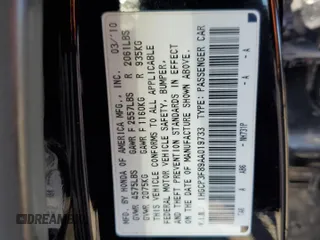 MFD. BY HONDA OF AMERICA MFG., INC. 03/10
GVWR 4575LBS GAWR F 2557LBS R 2061LBS
GVWR 2075KG GAWR F 1160KG R 935KG
THIS VEHICLE CONFORMS TO ALL APPLICABLE
FEDERAL MOTOR VEHICLE SAFETY, BUMPER,
AND THEFT PREVENTION STANDARDS IN EFFECT
ON THE DATE OF MANUFACTURE SHOWN ABOVE.
V.I.N. 1HGCP3F89AA019733 TYPE: PASSENGER CAR
DREAMERS